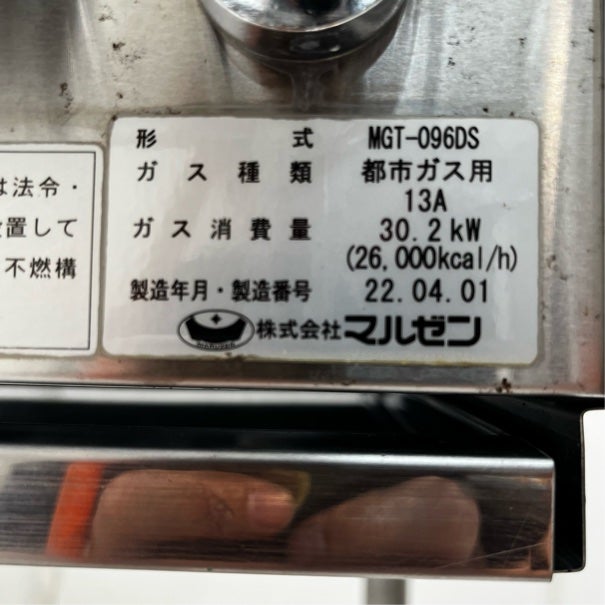 は法令・
置して
不燃構
形式 MGT-096DS
ガス種類 都市ガス用
13A
ガス消費量 30.2kW
(26,000kcal/h)
製造年月・製造番号 22.04.01
MARUZEN 株式会社マルゼン